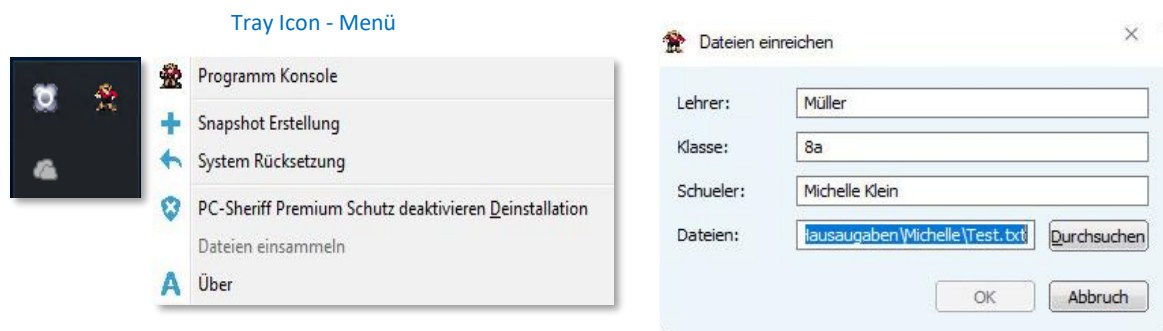 Tray Icon - Menü
Programm Konsole
Snapshot Erstellung
System Rücksetzung
PC-Sheriff Premium Schutz deaktivieren Deinstallation
Dateien einsammeln
Über
Dateien einreichen
Lehrer: Müller
Klasse: 8a
Schueler: Michelle Klein
Dateien: Hausaugaben\Michelle\Test.txt Durchsuchen
OK Abbruch